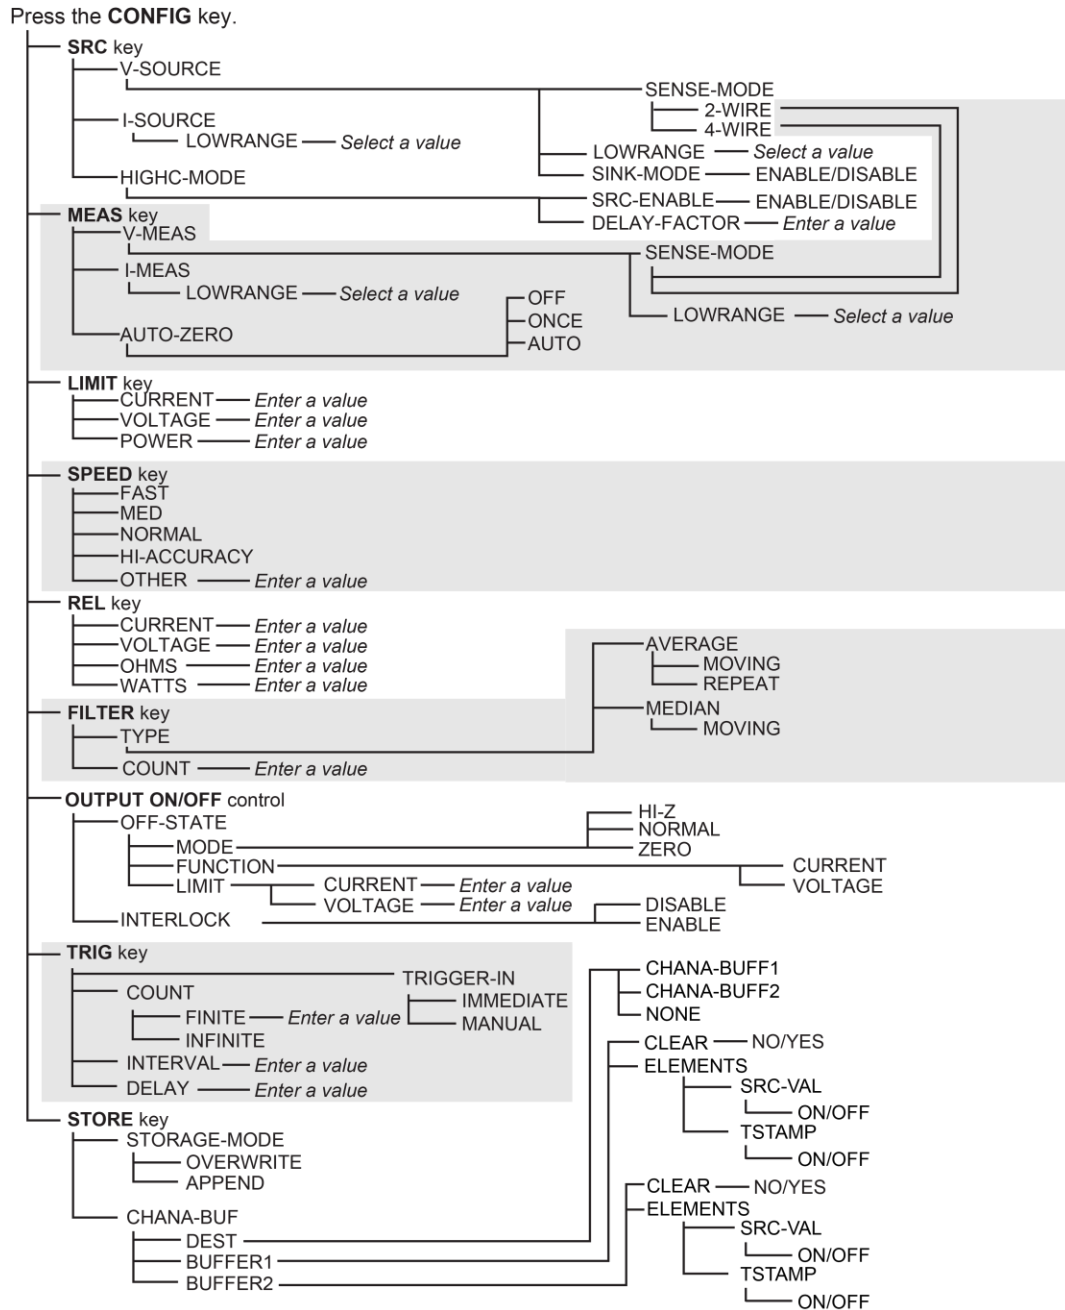 Press the CONFIG key.
SRC key
V-SOURCE
SENSE-MODE
2-WIRE
4-WIRE
I-SOURCE
LOWRANGE Select a value
LOWRANGE Select a value
SINK-MODE ENABLE/DISABLE
HIGHC-MODE
SRC-ENABLE ENABLE/DISABLE
DELAY-FACTOR Enter a value
MEAS key
V-MEAS
SENSE-MODE
I-MEAS
LOWRANGE Select a value
LOWRANGE Select a value
AUTO-ZERO
OFF
ONCE
AUTO
LIMIT key
CURRENT Enter a value
VOLTAGE Enter a value
POWER Enter a value
SPEED key
FAST
MED
NORMAL
HI-ACCURACY
OTHER Enter a value
REL key
CURRENT Enter a value
VOLTAGE Enter a value
OHMS Enter a value
WATTS Enter a value
FILTER key
TYPE
AVERAGE
MOVING
REPEAT
MEDIAN
MOVING
COUNT Enter a value
OUTPUT ON/OFF control
OFF-STATE
MODE
HI-Z
NORMAL
ZERO
FUNCTION
CURRENT
VOLTAGE
LIMIT
CURRENT Enter a value
VOLTAGE Enter a value
INTERLOCK
DISABLE
ENABLE
TRIG key
TRIGGER-IN
IMMEDIATE
MANUAL
COUNT
FINITE Enter a value
INFINITE
INTERVAL Enter a value
DELAY Enter a value
STORE key
STORAGE-MODE
OVERWRITE
APPEND
CHANA-BUF
DEST
BUFFER1
BUFFER2
CHANA-BUFF1
CHANA-BUFF2
NONE
CLEAR NO/YES
ELEMENTS
SRC-VAL
ON/OFF
TSTAMP
ON/OFF
CLEAR NO/YES
ELEMENTS
SRC-VAL
ON/OFF
TSTAMP
ON/OFF